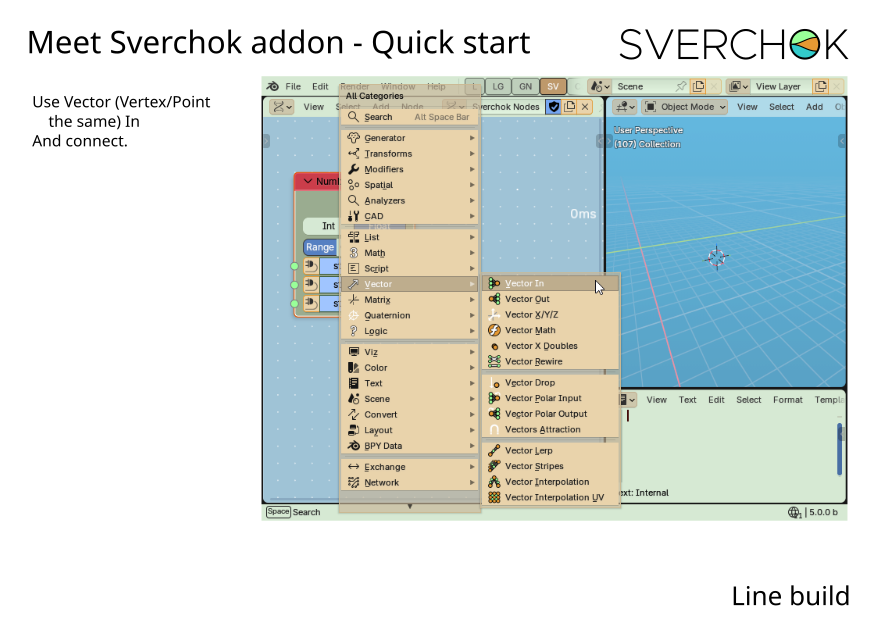 Meet Sverchok addon - Quick start
SVERCHOK
Use Vector (Vertex/Point
the same) In
And connect.
File Edit Render Window Help L LG GN SV Scene View Layer
All Categories
View Select Add Node Sverchok Nodes
Object Mode View Select Add
Search Alt Space Bar
User Perspective
(107) Collection
Generator
Transforms
Modifiers
Spatial
Analyzers
CAD
0ms
Int Float
List
Math
Range
Script
Vector
Matrix
Quaternion
Logic
Viz
Color
Text
Scene
Convert
Layout
BPY Data
Exchange
Network
Vector In
Vector Out
Vector X/Y/Z
Vector Math
Vector X Doubles
Vector Rewire
Vector Drop
Vector Polar Input
Vector Polar Output
Vectors Attraction
Vector Lerp
Vector Stripes
Vector Interpolation
Vector Interpolation UV
View Text Edit Select Format
ext: Internal
Space Search
5.0.0 b
Line build